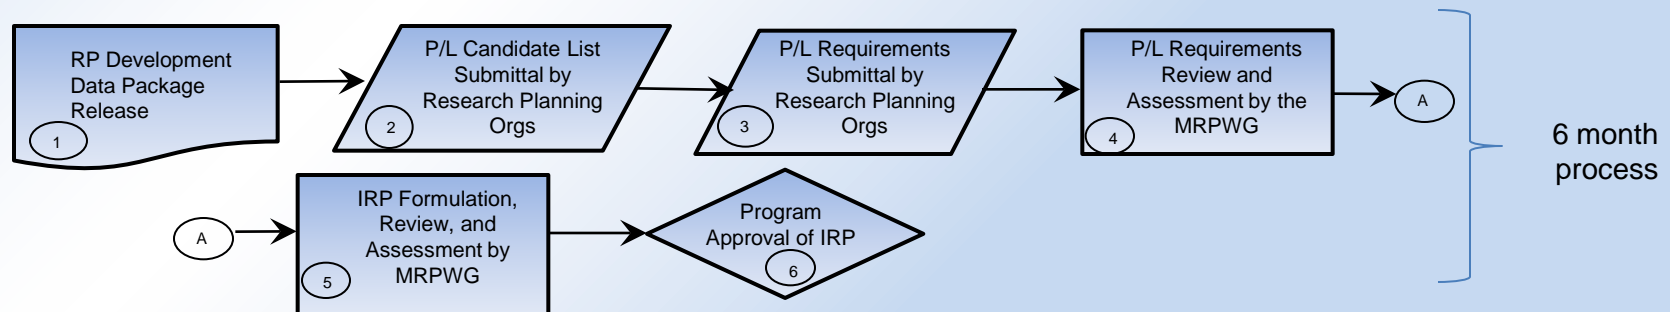 RP Development
Data Package
Release
1
P/L Candidate List
Submittal by
Research Planning
Orgs
2
P/L Requirements
Submittal by
Research Planning
Orgs
3
P/L Requirements
Review and
Assessment by the
MRPWG
4
A
6 month
process
A
IRP Formulation,
Review, and
Assessment by
MRPWG
5
Program
Approval of IRP
6